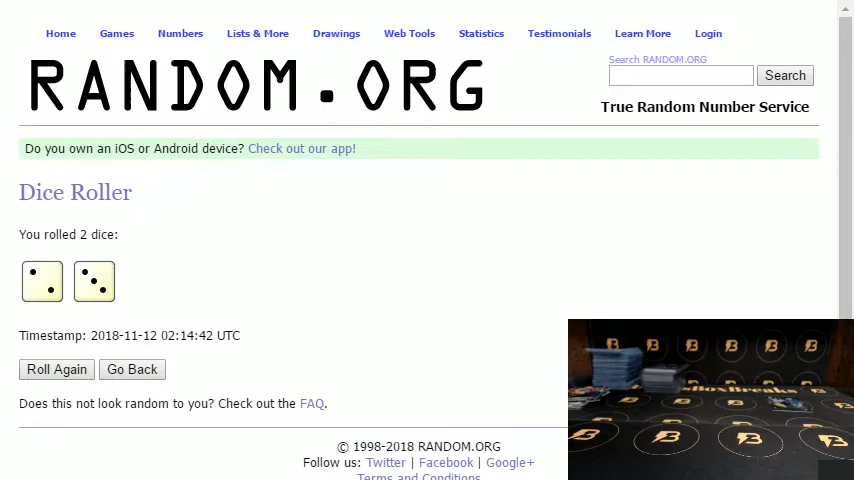 Home Games Numbers Lists & More Drawings Web Tools Statistics Testimonials Learn More Login
RANDOM.ORG
Search RANDOM.ORG
Search
True Random Number Service
Do you own an iOS or Android device? Check out our app!
Dice Roller
You rolled 2 dice:
Timestamp: 2018-11-12 02:14:42 UTC
Roll Again Go Back
Does this not look random to you? Check out the FAQ.
© 1998-2018 RANDOM.ORG
Follow us: Twitter | Facebook | Google+
Terms and Conditions
BoxBreaks